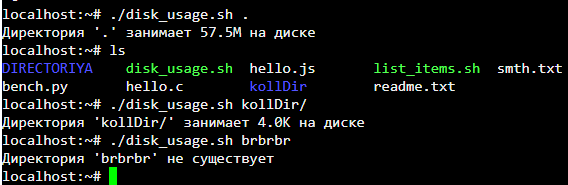 localhost:~# ./disk_usage.sh .
Директория '.' занимает 57.5M на диске
localhost:~# ls
DIRECTORIYA    disk_usage.sh  hello.js       list_items.sh  smth.txt
bench.py       hello.c        kollDir        readme.txt
localhost:~# ./disk_usage.sh kollDir/
Директория 'kollDir/' занимает 4.0K на диске
localhost:~# ./disk_usage.sh brbrbr
Директория 'brbrbr' не существует
localhost:~#